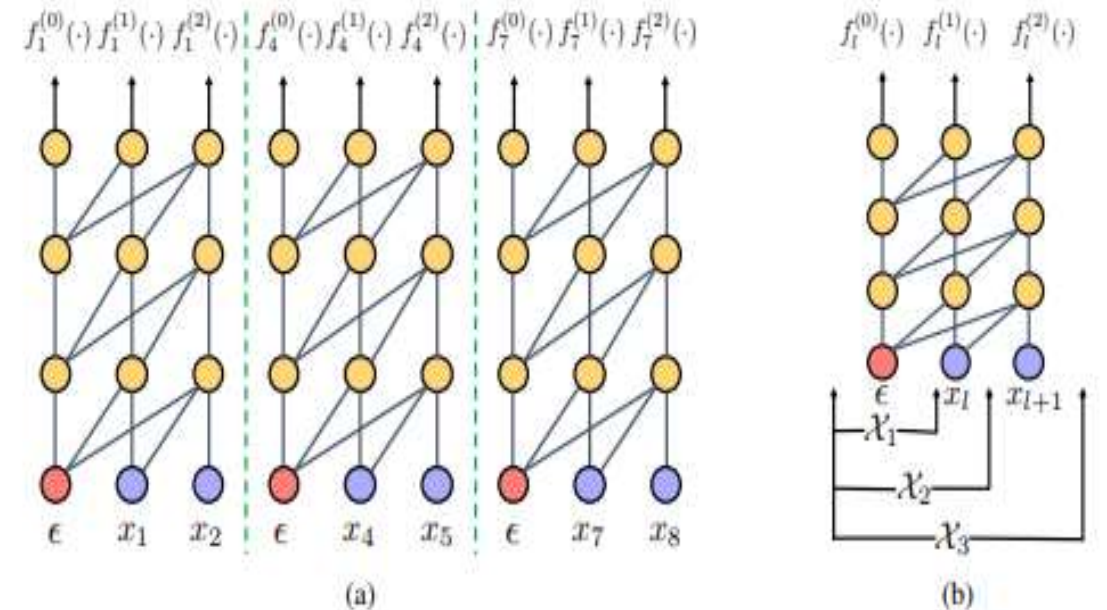 f_1^{(0)}(·) f_1^{(1)}(·) f_1^{(2)}(·) f_4^{(0)}(·) f_4^{(1)}(·) f_4^{(2)}(·) f_7^{(0)}(·) f_7^{(1)}(·) f_7^{(2)}(·)
ϵ x_1 x_2 ϵ x_4 x_5 ϵ x_7 x_8
(a)
f_l^{(0)}(·) f_l^{(1)}(·) f_l^{(2)}(·)
ϵ x_l x_{l+1}
𝒳_1
𝒳_2
𝒳_3
(b)